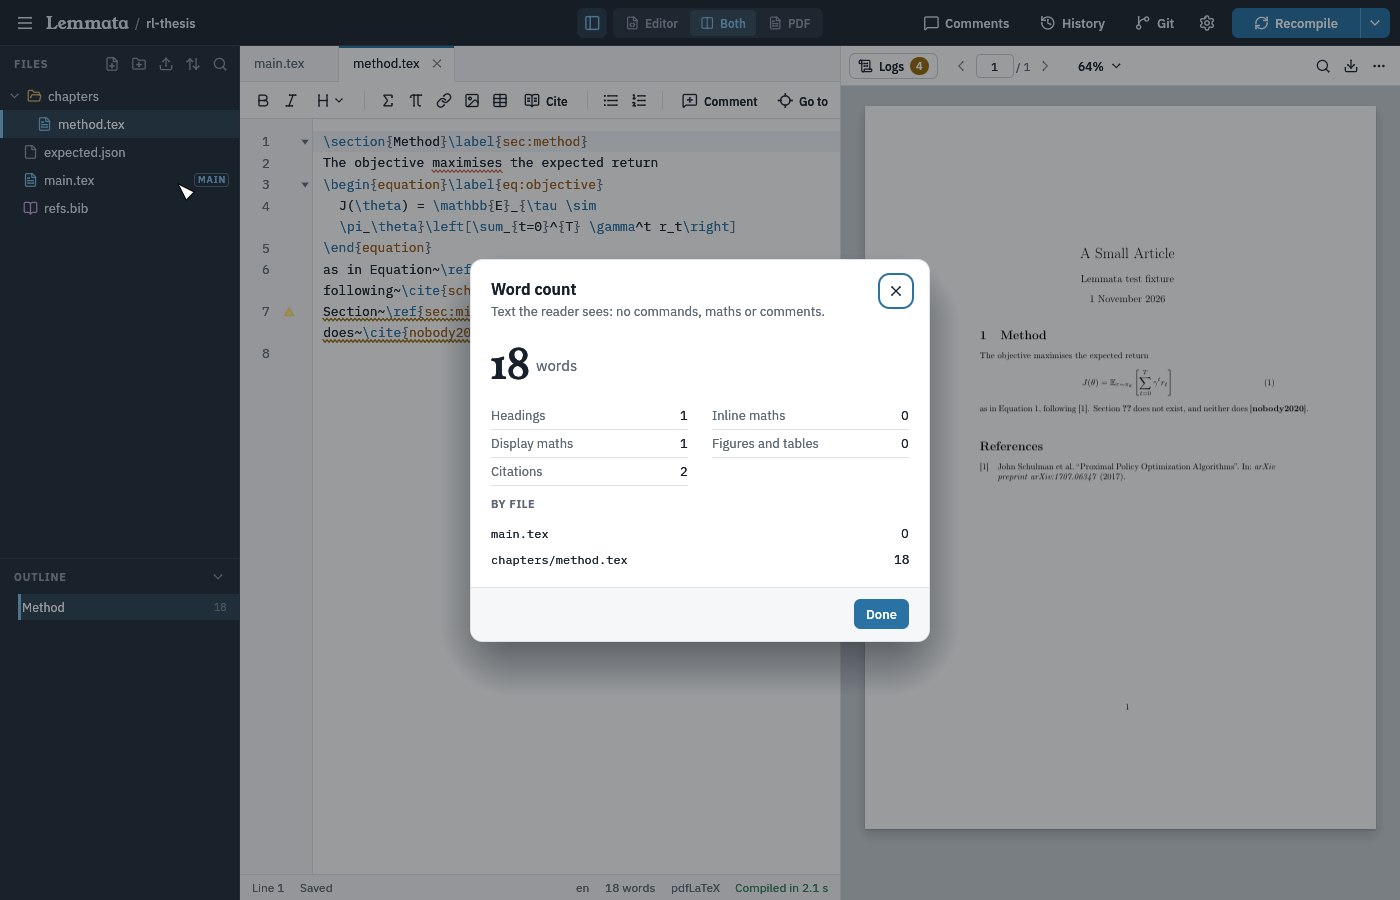 Lemmata / rl-thesis
Editor
Both
PDF
Comments
History
Git
Recompile
FILES
chapters
method.tex
expected.json
main.tex
MAIN
refs.bib
OUTLINE
Method 18
main.tex
method.tex
B I H
Cite
Comment
Go to
1 \section{Method}\label{sec:method}
2 The objective maximises the expected return
3 \begin{equation}\label{eq:objective}
4 J(\theta) = \mathbb{E}_{\tau \sim
\pi_\theta}\left[\sum_{t=0}^{T} \gamma^t r_t\right]
5 \end{equation}
6 as in Equation~\ref
following~\cite{sch
7 Section~\ref{sec:mi
does~\cite{nobody20
8
Line 1 Saved
en 18 words pdfLaTeX Compiled in 2.1 s
Logs 4
1 / 1
64%
A Small Article
Lemmata test fixture
1 November 2026
1 Method
The objective maximises the expected return
J(θ) = 𝔼τ∼πθ [∑t=0T γt rt] (1)
as in Equation 1, following [1]. Section ?? does not exist, and neither does [nobody2020].
References
[1] John Schulman et al. “Proximal Policy Optimization Algorithms”. In: arXiv
preprint arXiv:1707.06347 (2017).
1
Word count
Text the reader sees: no commands, maths or comments.
18 words
Headings 1
Inline maths 0
Display maths 1
Figures and tables 0
Citations 2
BY FILE
main.tex 0
chapters/method.tex 18
Done